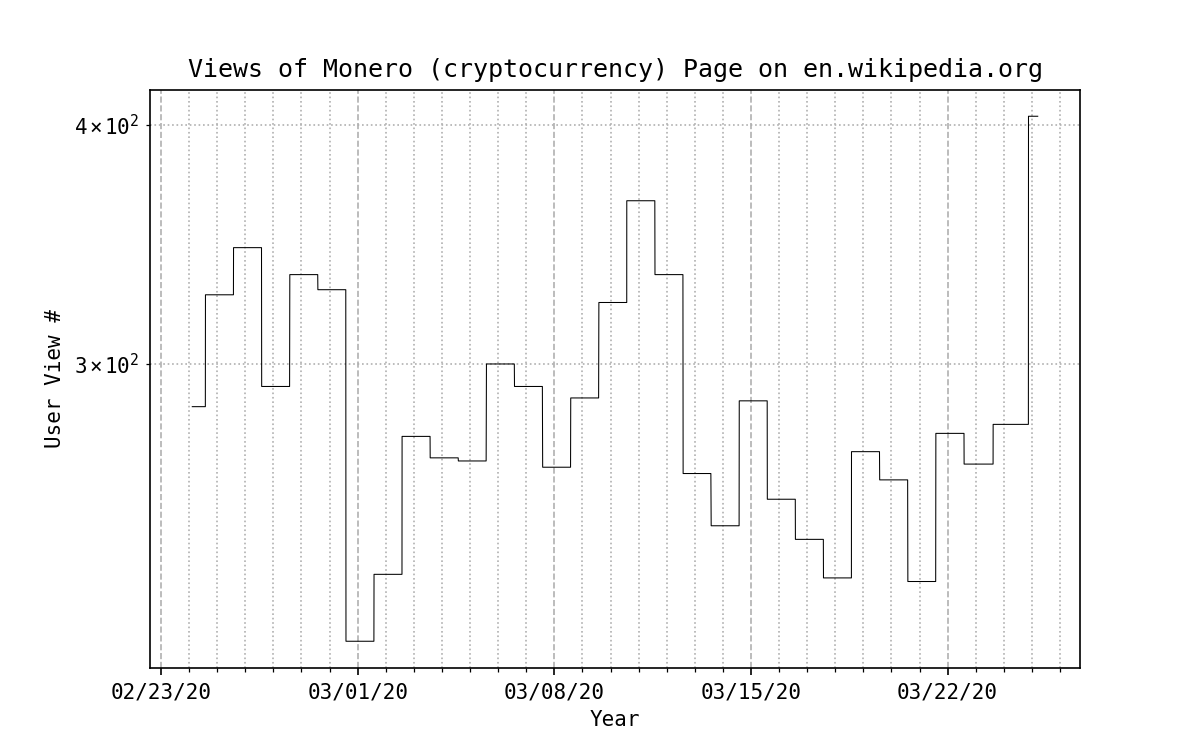 Views of Monero (cryptocurrency) Page on en.wikipedia.org
4×10²
3×10²
User View #
02/23/20 03/01/20 03/08/20 03/15/20 03/22/20
Year